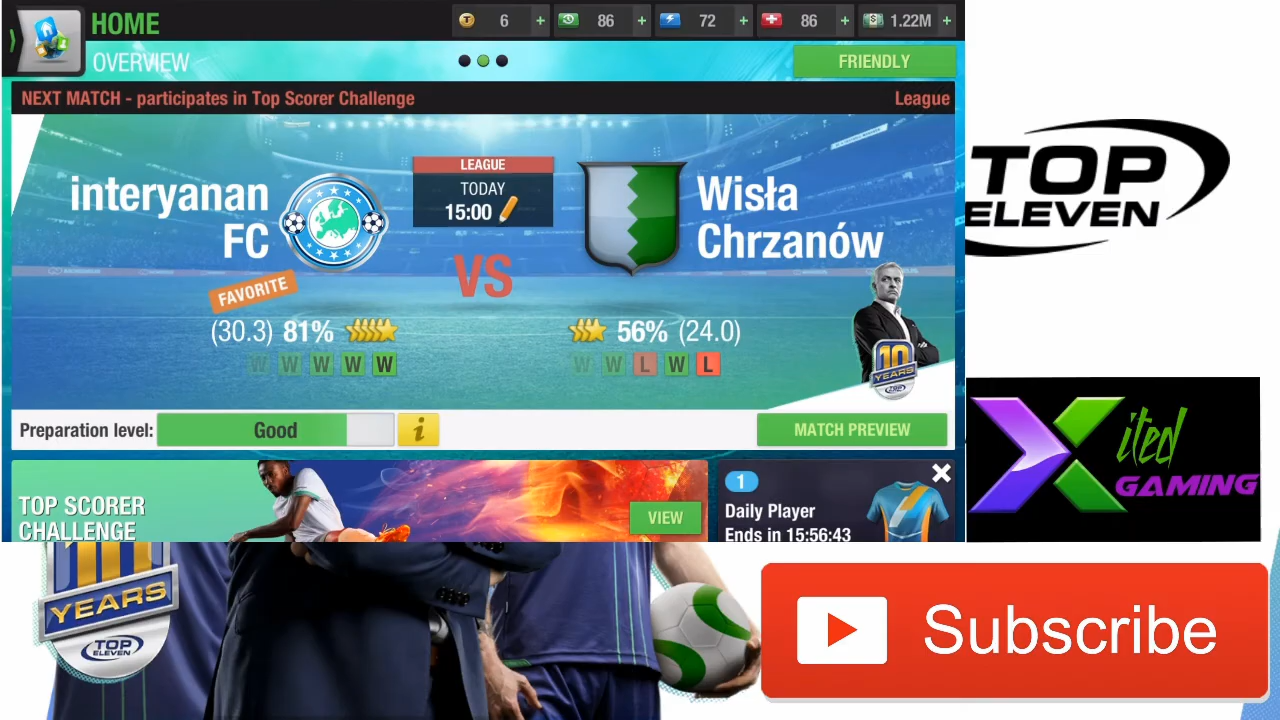 HOME
6 + 86 + 72 + 86 + 1.22M +
OVERVIEW
FRIENDLY
NEXT MATCH - participates in Top Scorer Challenge
League
interyanan
FC
LEAGUE
TODAY
15:00
VS
Wisła
Chrzanów
FAVORITE
(30.3) 81%
56% (24.0)
W W W W W
W W L W L
10
YEARS
Preparation level:
Good
i
MATCH PREVIEW
TOP SCORER
CHALLENGE
VIEW
1
Daily Player
Ends in 15:56:43
TOP
ELEVEN
Xited
GAMING
YEARS
TOP
ELEVEN
Subscribe